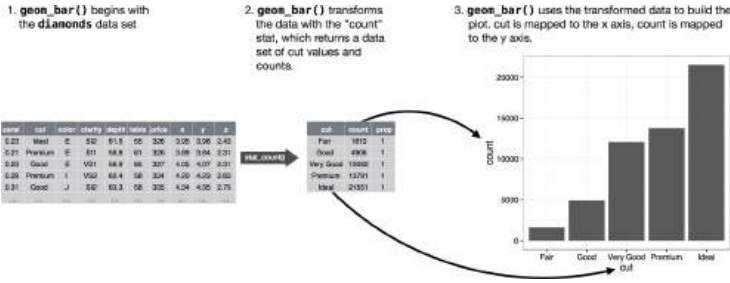 1. geom_bar() begins with
the diamonds data set
2. geom_bar() transforms
the data with the "count"
stat, which returns a data
set of cut values and
counts.
3. geom_bar() uses the transformed data to build the
plot. cut is mapped to the x axis, count is mapped
to the y axis.
carat cut color clarity depth table price x y z
0.23 Ideal E SI2 61.5 55 326 3.95 3.98 2.43
0.21 Premium E SI1 59.8 61 326 3.89 3.84 2.31
0.23 Good E VS1 56.9 65 327 4.05 4.07 2.31
0.29 Premium I VS2 62.4 58 334 4.20 4.23 2.63
0.31 Good J SI2 63.3 58 335 4.34 4.35 2.75
... ... ... ... ... ... ... ... ... ...
stat_count()
cut count prop
Fair 1610 1
Good 4906 1
Very Good 12082 1
Premium 13791 1
Ideal 21551 1
20000
15000
10000
5000
0
count
Fair Good Very Good Premium Ideal
cut